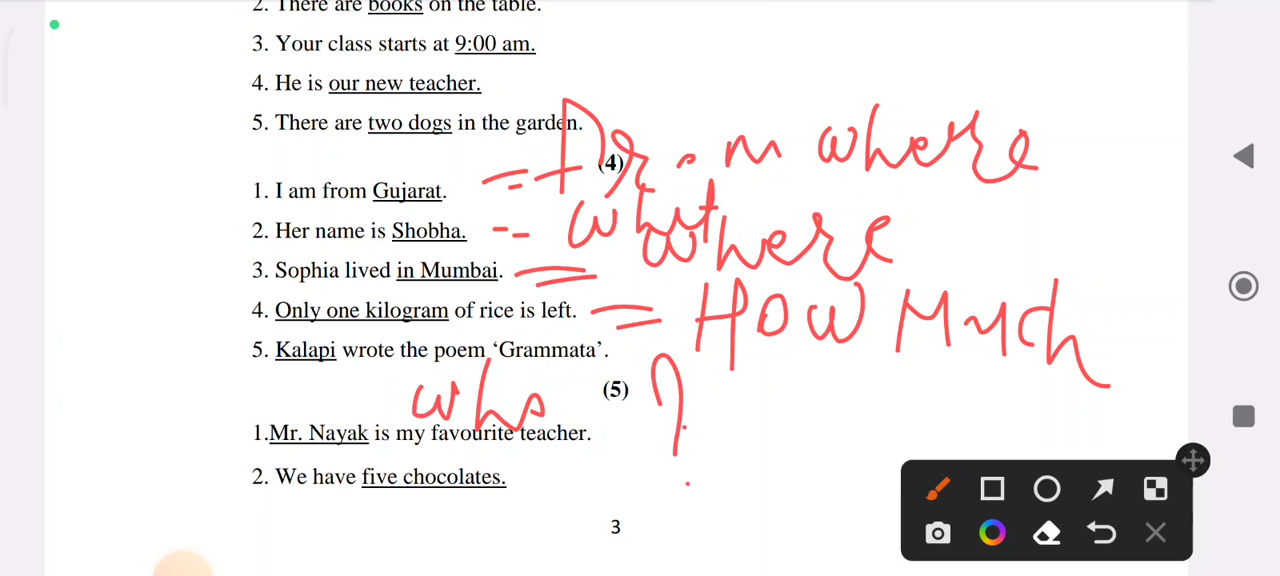 2. There are books on the table.
3. Your class starts at 9:00 am.
4. He is our new teacher.
5. There are two dogs in the garden.
(4)
1. I am from Gujarat. = From where
2. Her name is Shobha. -- what
3. Sophia lived in Mumbai. = where
4. Only one kilogram of rice is left. = How Much
5. Kalapi wrote the poem ‘Grammata’.
who ?
(5)
1.Mr. Nayak is my favourite teacher.
2. We have five chocolates.
3